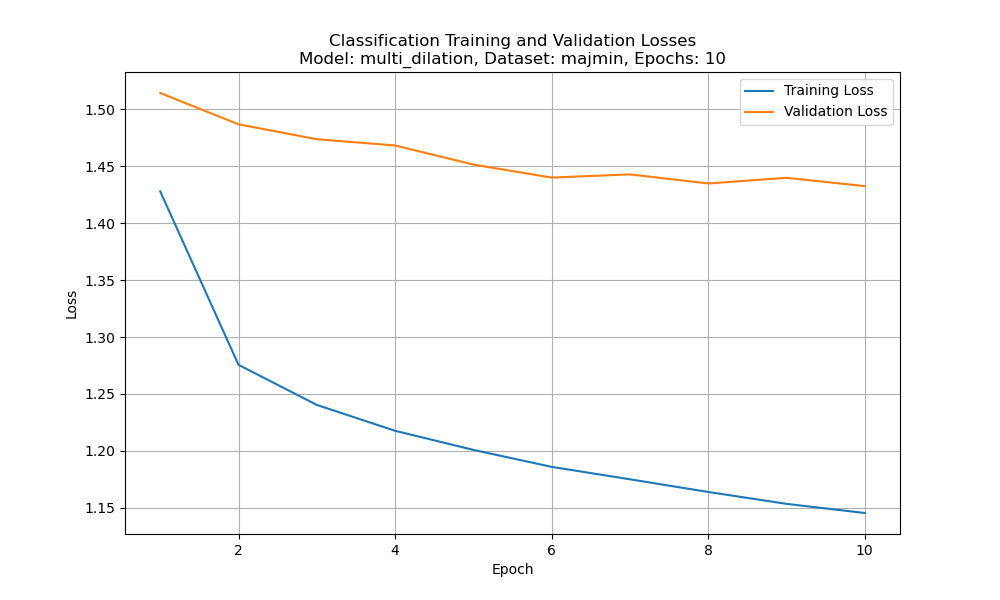 Classification Training and Validation Losses
Model: multi_dilation, Dataset: majmin, Epochs: 10
Training Loss
Validation Loss
1.50
1.45
1.40
1.35
1.30
1.25
1.20
1.15
Loss
2 4 6 8 10
Epoch